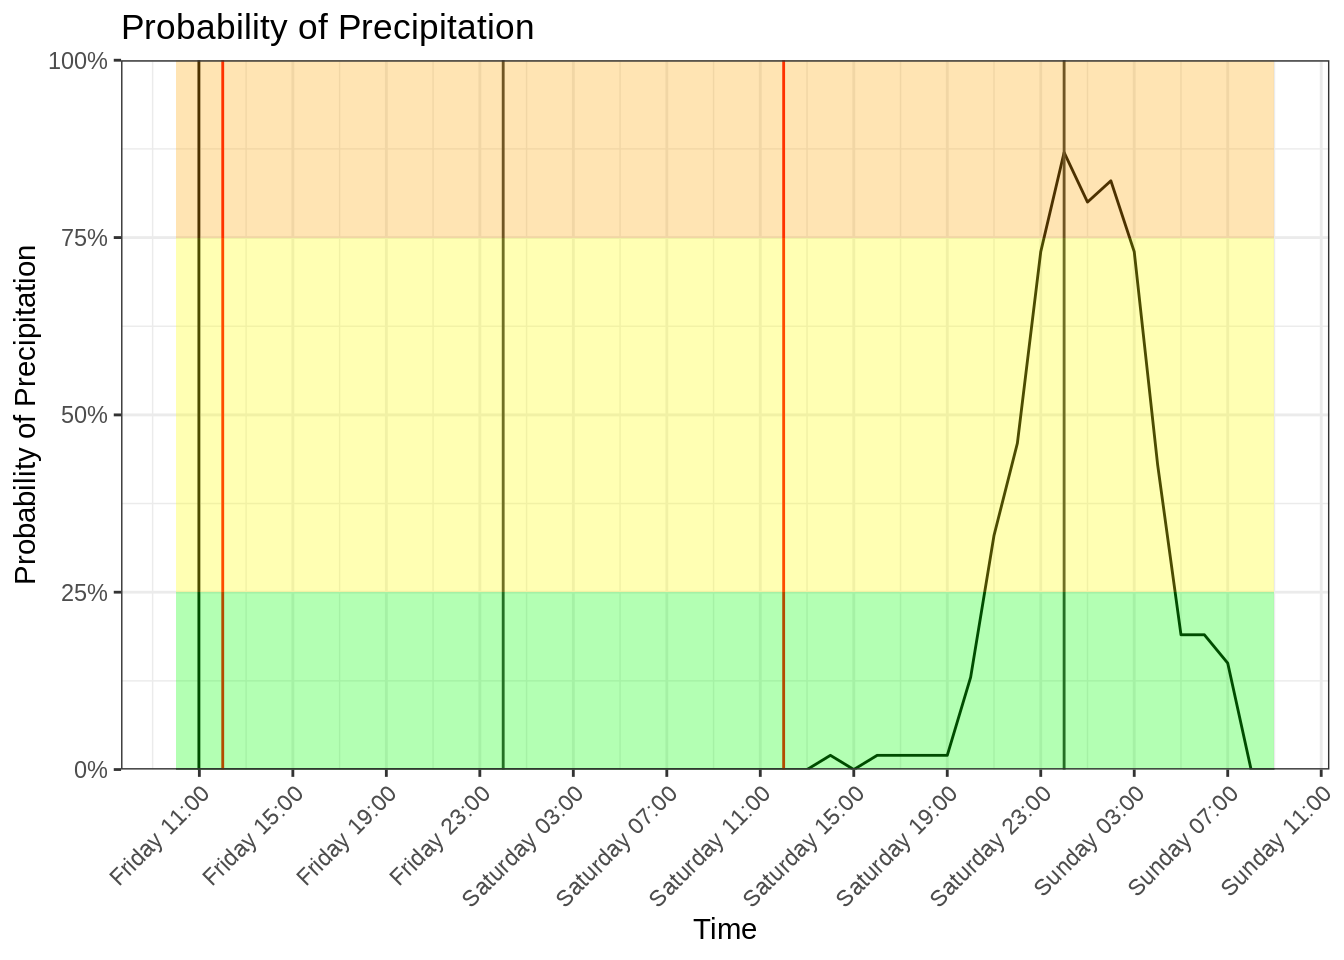 Probability of Precipitation
Probability of Precipitation
100%
75%
50%
25%
0%
Friday 11:00
Friday 15:00
Friday 19:00
Friday 23:00
Saturday 03:00
Saturday 07:00
Saturday 11:00
Saturday 15:00
Saturday 19:00
Saturday 23:00
Sunday 03:00
Sunday 07:00
Sunday 11:00
Time